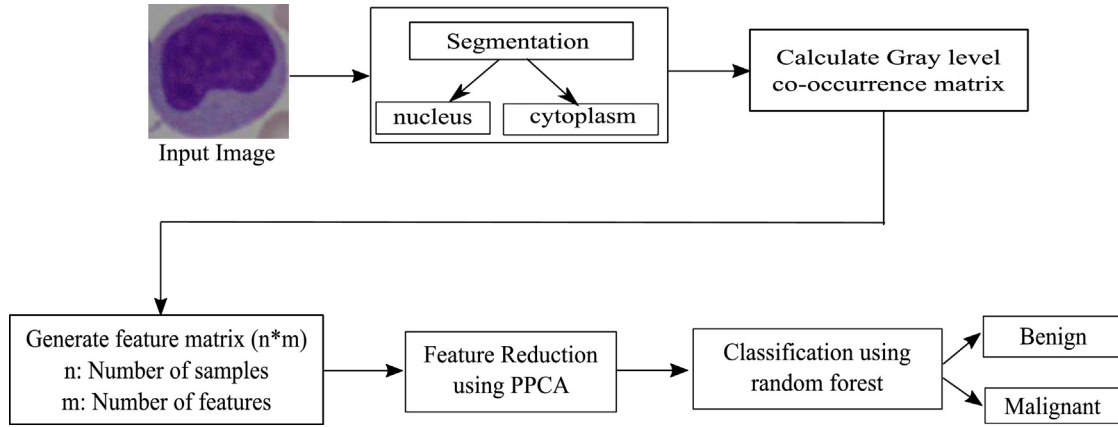 Input Image
Segmentation
nucleus
cytoplasm
Calculate Gray level
co-occurrence matrix
Generate feature matrix (n*m)
n: Number of samples
m: Number of features
Feature Reduction
using PPCA
Classification using
random forest
Benign
Malignant